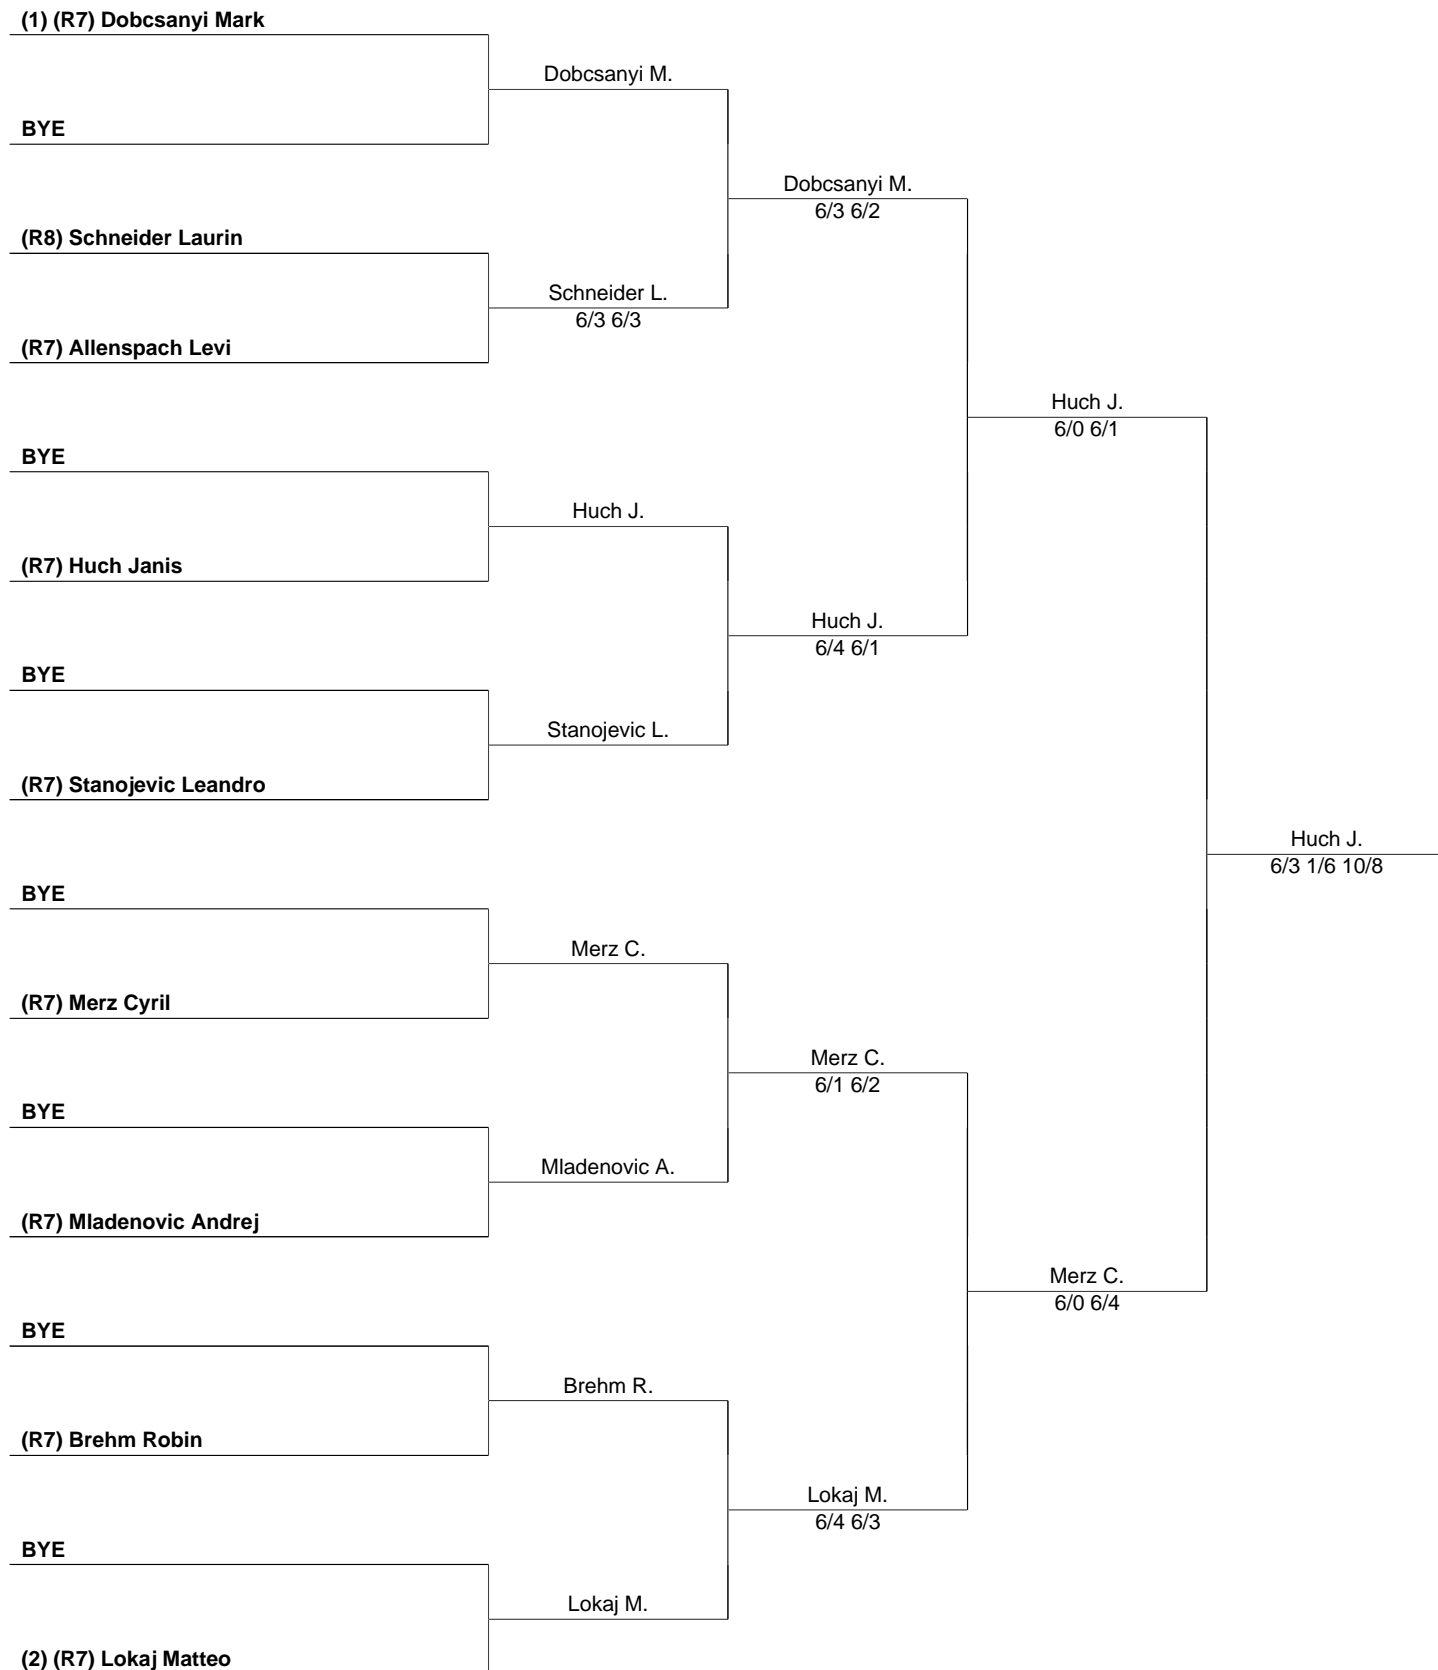 (1) (R7) Dobcsanyi Mark
Dobcsanyi M.
BYE
Dobcsanyi M.
6/3 6/2
(R8) Schneider Laurin
Schneider L.
6/3 6/3
(R7) Allenspach Levi
Huch J.
6/0 6/1
BYE
Huch J.
(R7) Huch Janis
Huch J.
6/4 6/1
BYE
Stanojevic L.
(R7) Stanojevic Leandro
Huch J.
6/3 1/6 10/8
BYE
Merz C.
(R7) Merz Cyril
Merz C.
6/1 6/2
BYE
Mladenovic A.
(R7) Mladenovic Andrej
Merz C.
6/0 6/4
BYE
Brehm R.
(R7) Brehm Robin
Lokaj M.
6/4 6/3
BYE
Lokaj M.
(2) (R7) Lokaj Matteo